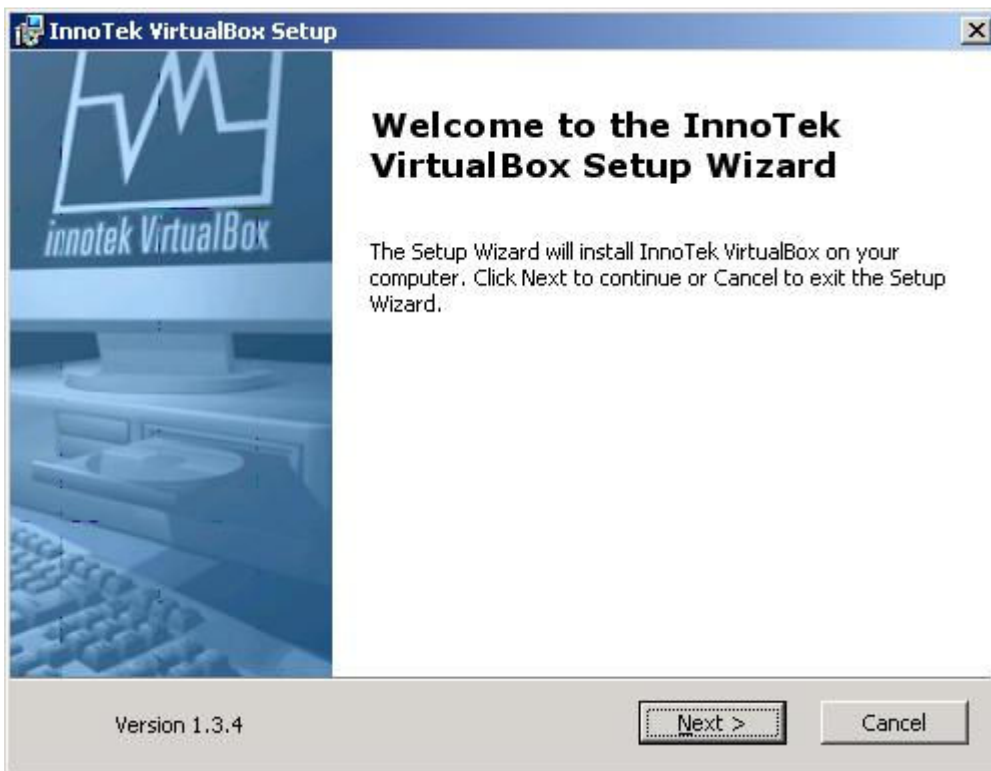 InnoTek VirtualBox Setup
innotek VirtualBox
Welcome to the InnoTek
VirtualBox Setup Wizard
The Setup Wizard will install InnoTek VirtualBox on your
computer. Click Next to continue or Cancel to exit the Setup
Wizard.
Version 1.3.4
Next >
Cancel